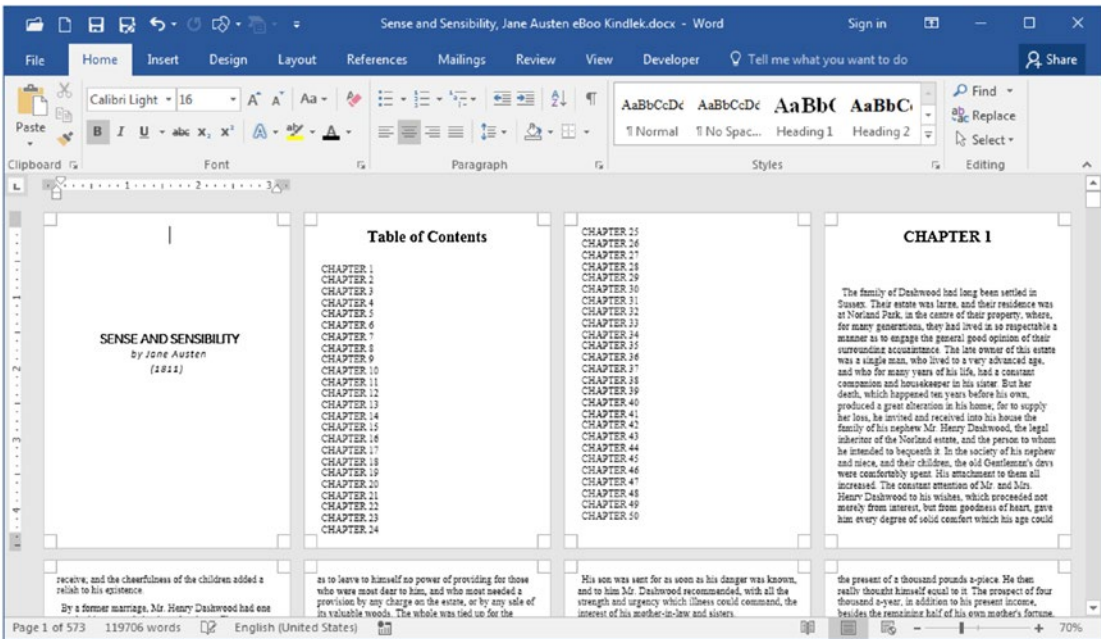 Sense and Sensibility, Jane Austen eBoo Kindlek.docx - Word
Sign in
File Home Insert Design Layout References Mailings Review View Developer Tell me what you want to do Share
Calibri Light 16 Aa
Paste
B I U abc X₂ X²
AaBbCcDc AaBbCcDc AaBb( AaBbC
¶ Normal ¶ No Spac... Heading 1 Heading 2
Find
Replace
Select
Clipboard Font Paragraph Styles Editing
1 2 3
SENSE AND SENSIBILITY
by Jane Austen
(1811)
Table of Contents
CHAPTER 1
CHAPTER 2
CHAPTER 3
CHAPTER 4
CHAPTER 5
CHAPTER 6
CHAPTER 7
CHAPTER 8
CHAPTER 9
CHAPTER 10
CHAPTER 11
CHAPTER 12
CHAPTER 13
CHAPTER 14
CHAPTER 15
CHAPTER 16
CHAPTER 17
CHAPTER 18
CHAPTER 19
CHAPTER 20
CHAPTER 21
CHAPTER 22
CHAPTER 23
CHAPTER 24
CHAPTER 25
CHAPTER 26
CHAPTER 27
CHAPTER 28
CHAPTER 29
CHAPTER 30
CHAPTER 31
CHAPTER 32
CHAPTER 33
CHAPTER 34
CHAPTER 35
CHAPTER 36
CHAPTER 37
CHAPTER 38
CHAPTER 39
CHAPTER 40
CHAPTER 41
CHAPTER 42
CHAPTER 43
CHAPTER 44
CHAPTER 45
CHAPTER 46
CHAPTER 47
CHAPTER 48
CHAPTER 49
CHAPTER 50
CHAPTER 1
The family of Dashwood had long been settled in
Sussex. Their estate was large, and their residence was
at Norland Park, in the centre of their property, where,
for many generations, they had lived in so respectable a
manner as to engage the general good opinion of their
surrounding acquaintance. The late owner of this estate
was a single man, who lived to a very advanced age,
and who for many years of his life, had a constant
companion and housekeeper in his sister. But her
death, which happened ten years before his own,
produced a great alteration in his home; for to supply
her loss, he invited and received into his house the
family of his nephew Mr. Henry Dashwood, the legal
inheritor of the Norland estate, and the person to whom
he intended to bequeath it. In the society of his nephew
and niece, and their children, the old Gentleman's days
were comfortably spent. His attachment to them all
increased. The constant attention of Mr. and Mrs.
Henry Dashwood to his wishes, which proceeded not
merely from interest, but from goodness of heart, gave
him every degree of solid comfort which his age could
receive, and the cheerfulness of the children added a
relish to his existence.
By a former marriage, Mr. Henry Dashwood had one
as to leave to himself no power of providing for those
who were most dear to him, and who most needed a
provision by any charge on the estate, or by any sale of
its valuable woods. The whole was tied up for the
His son was sent for as soon as his danger was known,
and to him Mr. Dashwood recommended, with all the
strength and urgency which illness could command, the
interest of his mother-in-law and sisters.
the present of a thousand pounds a-piece. He then
really thought himself equal to it. The prospect of four
thousand a-year, in addition to his present income,
besides the remaining half of his own mother's fortune,
Page 1 of 573 119706 words English (United States) 70%